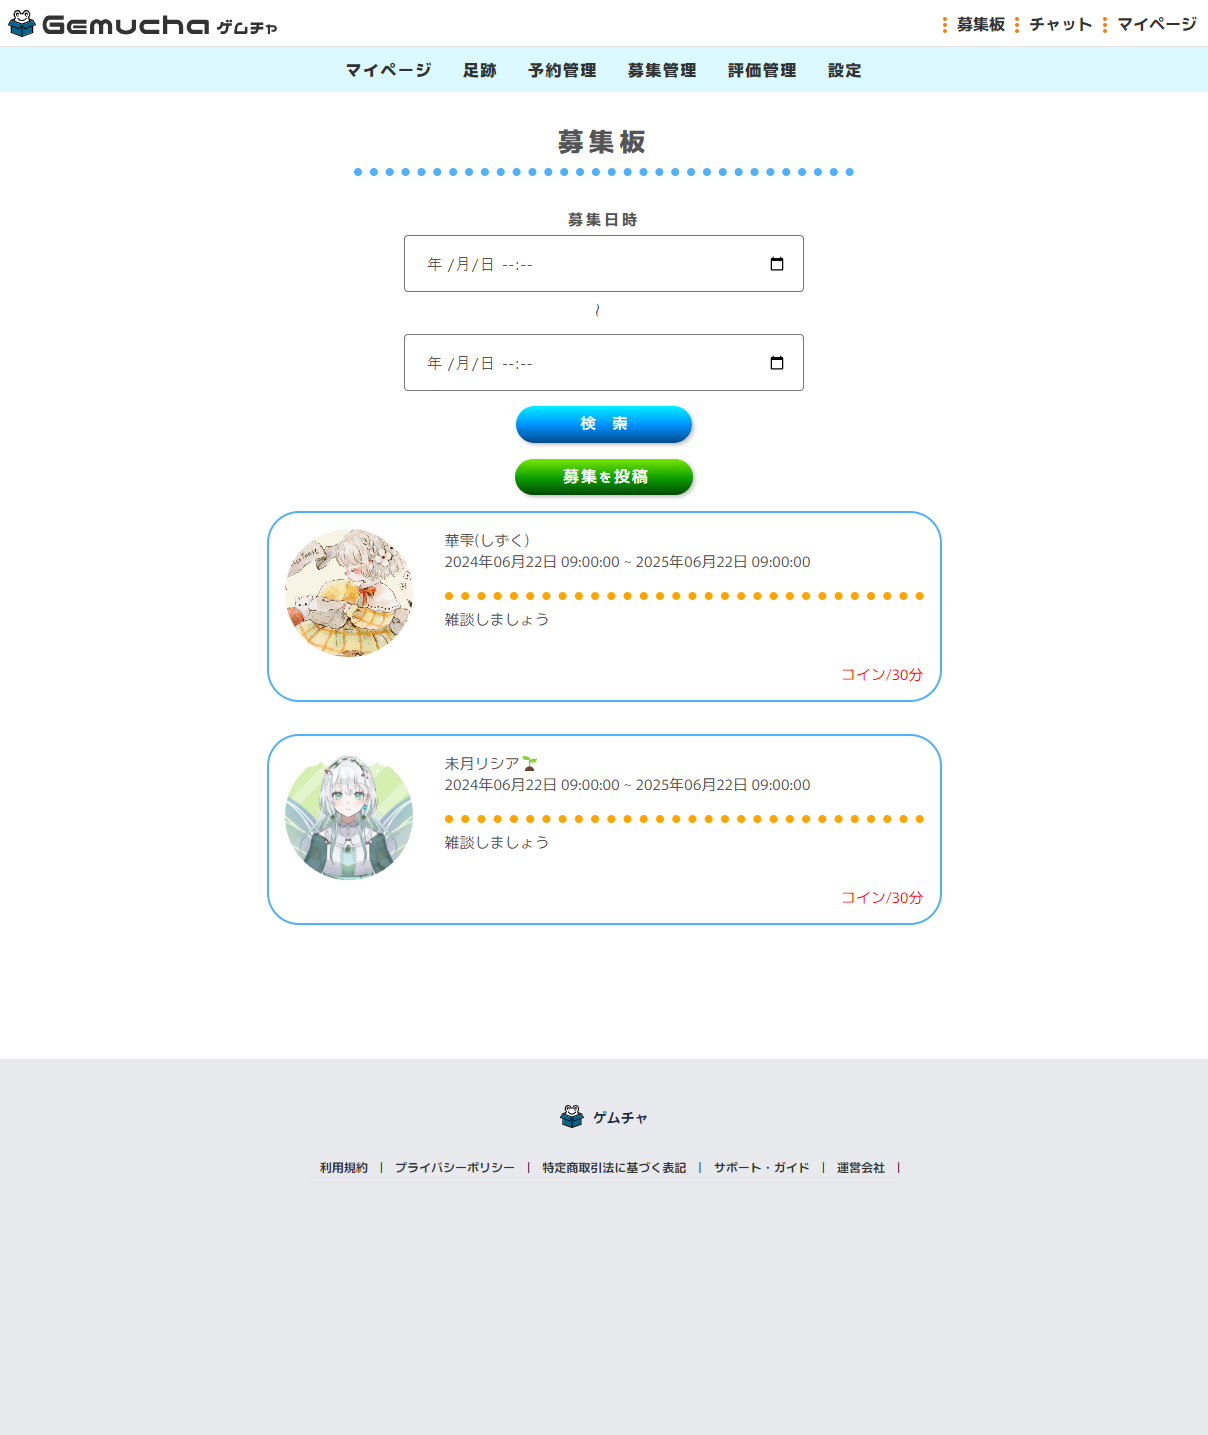 Gemucha ゲムチャ
募集板 チャット マイページ
マイページ 足跡 予約管理 募集管理 評価管理 設定
募集板
募集日時
年 /月/日 --:--
~
年 /月/日 --:--
検 索
募集を投稿
華雫(しずく)
2024年06月22日 09:00:00 ~ 2025年06月22日 09:00:00
雑談しましょう
コイン/30分
未月リシア🌱
2024年06月22日 09:00:00 ~ 2025年06月22日 09:00:00
雑談しましょう
コイン/30分
ゲムチャ
利用規約 | プライバシーポリシー | 特定商取引法に基づく表記 | サポート・ガイド | 運営会社 |